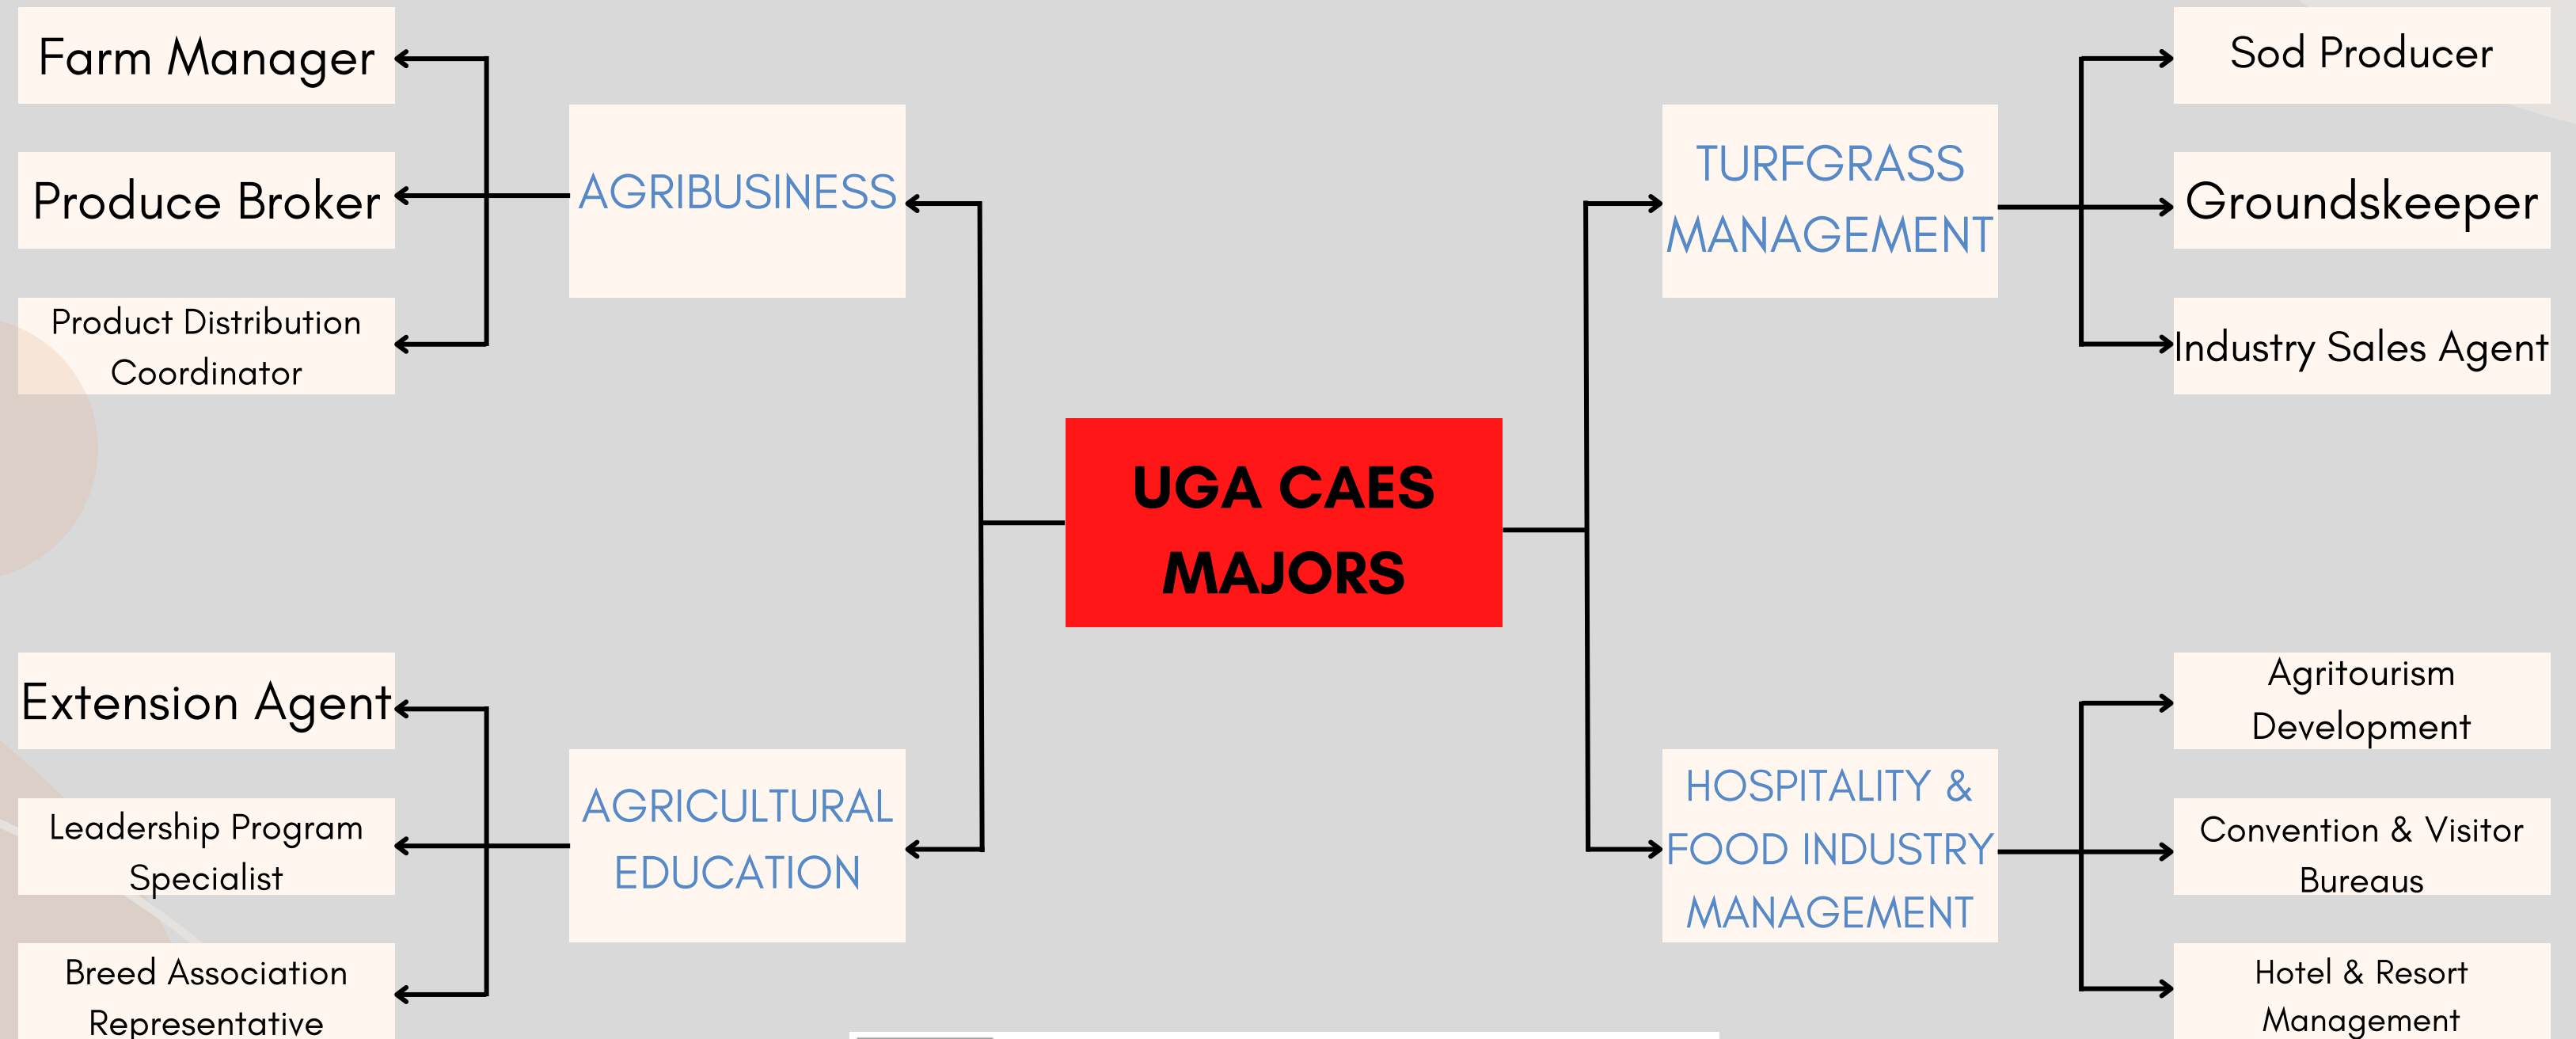 Farm Manager
Produce Broker
Product Distribution
Coordinator
AGRIBUSINESS
Extension Agent
Leadership Program
Specialist
Breed Association
Representative
AGRICULTURAL
EDUCATION
UGA CAES
MAJORS
TURFGRASS
MANAGEMENT
Sod Producer
Groundskeeper
Industry Sales Agent
HOSPITALITY &
FOOD INDUSTRY
MANAGEMENT
Agritourism
Development
Convention & Visitor
Bureaus
Hotel & Resort
Management